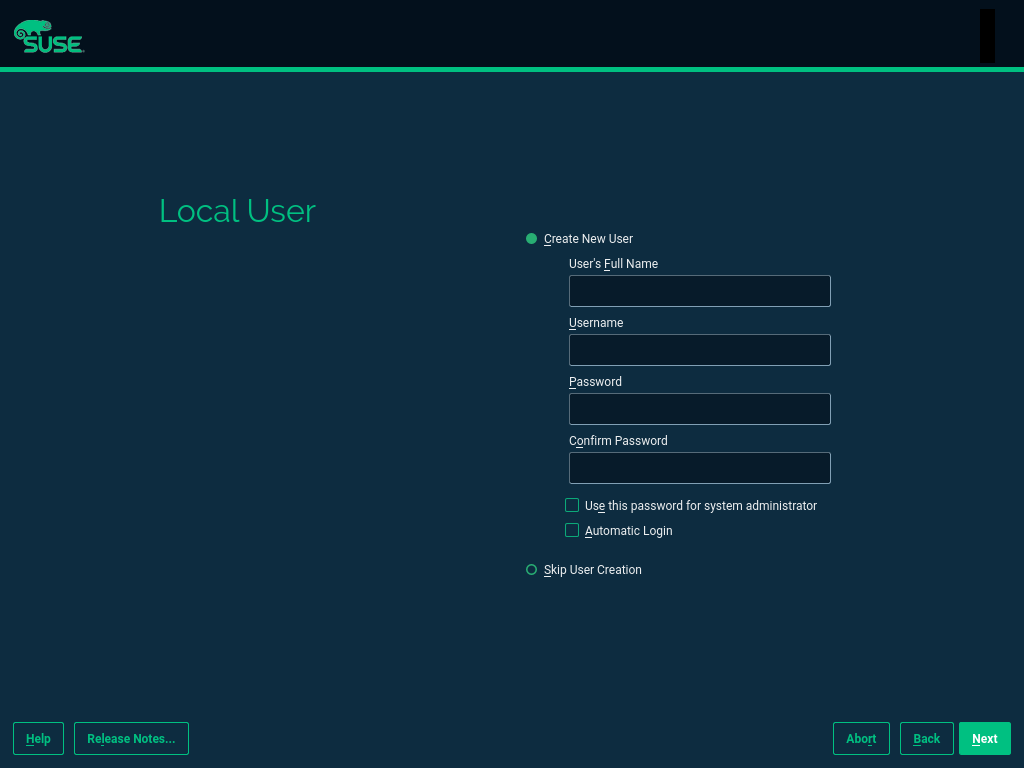 SUSE
Local User
Create New User
User's Full Name
Username
Password
Confirm Password
Use this password for system administrator
Automatic Login
Skip User Creation
Help Release Notes... Abort Back Next